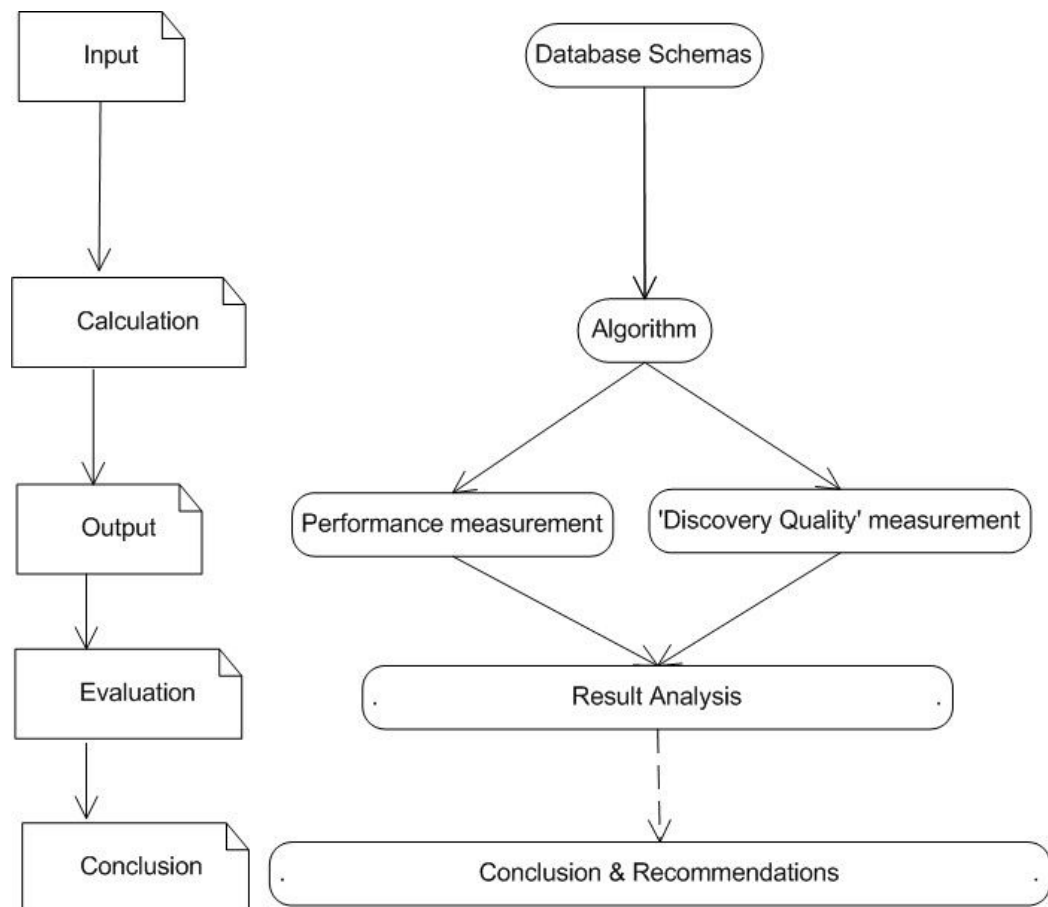 Input
Database Schemas
Calculation
Algorithm
Output
Performance measurement
'Discovery Quality' measurement
Evaluation
. Result Analysis .
Conclusion
. Conclusion & Recommendations .